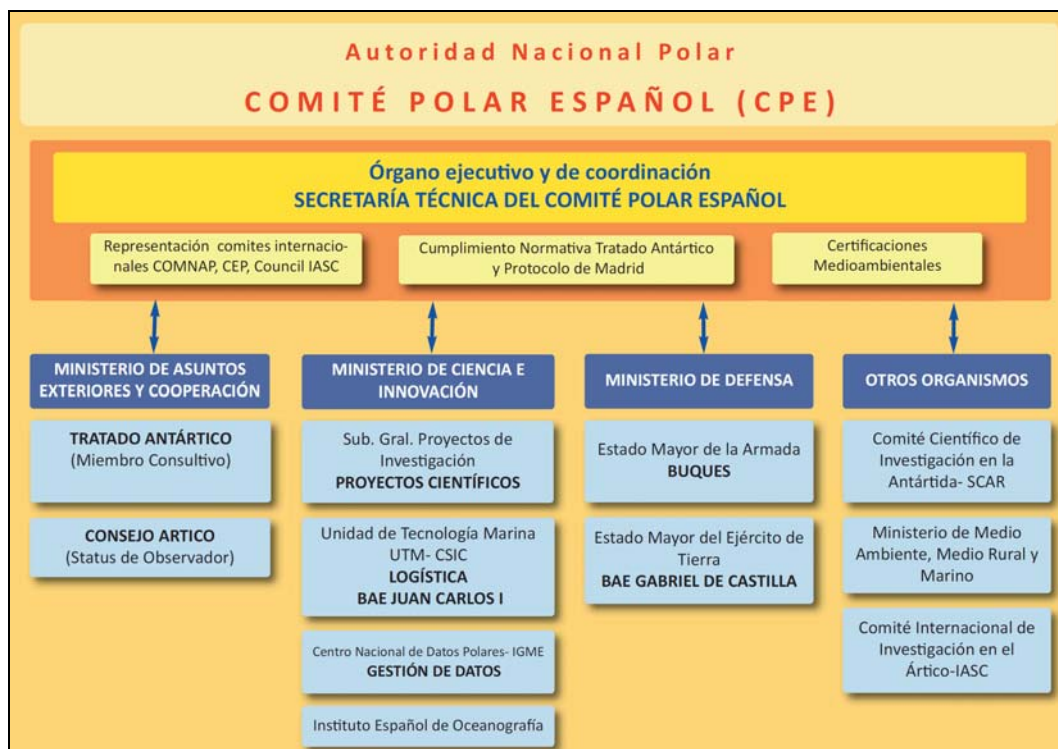 Autoridad Nacional Polar
COMITÉ POLAR ESPAÑOL (CPE)
Órgano ejecutivo y de coordinación
SECRETARÍA TÉCNICA DEL COMITÉ POLAR ESPAÑOL
Representación comites internacio-
nales COMNAP, CEP, Council IASC
Cumplimiento Normativa Tratado Antártico
y Protocolo de Madrid
Certificaciones
Medioambientales
MINISTERIO DE ASUNTOS
EXTERIORES Y COOPERACIÓN
TRATADO ANTÁRTICO
(Miembro Consultivo)
CONSEJO ARTICO
(Status de Observador)
MINISTERIO DE CIENCIA E
INNOVACIÓN
Sub. Gral. Proyectos de
Investigación
PROYECTOS CIENTÍFICOS
Unidad de Tecnología Marina
UTM- CSIC
LOGÍSTICA
BAE JUAN CARLOS I
Centro Nacional de Datos Polares- IGME
GESTIÓN DE DATOS
Instituto Español de Oceanografía
MINISTERIO DE DEFENSA
Estado Mayor de la Armada
BUQUES
Estado Mayor del Ejército de
Tierra
BAE GABRIEL DE CASTILLA
OTROS ORGANISMOS
Comité Científico de
Investigación en la
Antártida- SCAR
Ministerio de Medio
Ambiente, Medio Rural y
Marino
Comité Internacional de
Investigación en el
Ártico-IASC